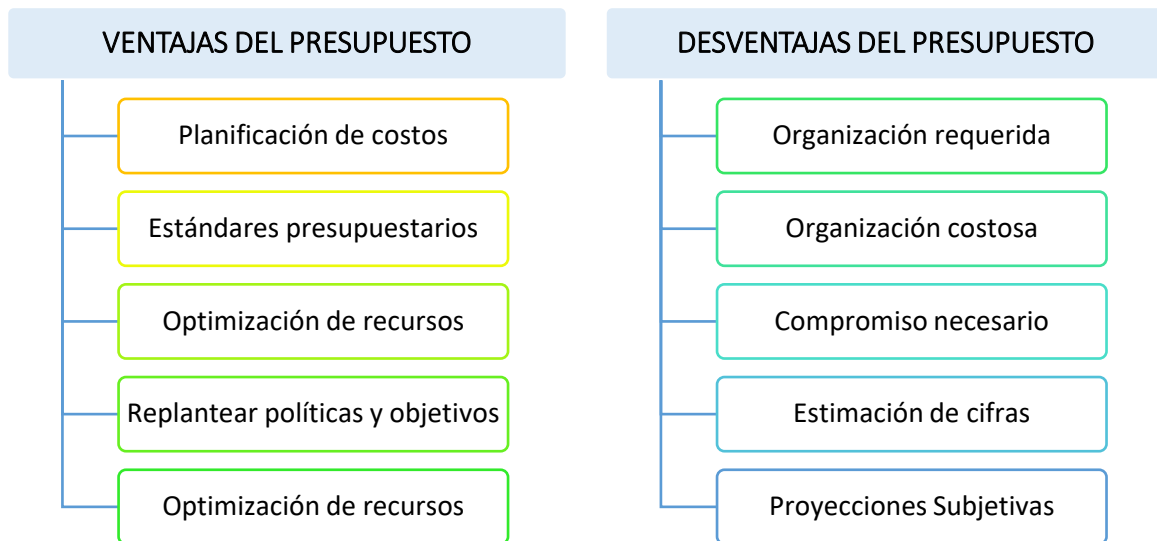 VENTAJAS DEL PRESUPUESTO
Planificación de costos
Estándares presupuestarios
Optimización de recursos
Replantear políticas y objetivos
Optimización de recursos
DESVENTAJAS DEL PRESUPUESTO
Organización requerida
Organización costosa
Compromiso necesario
Estimación de cifras
Proyecciones Subjetivas